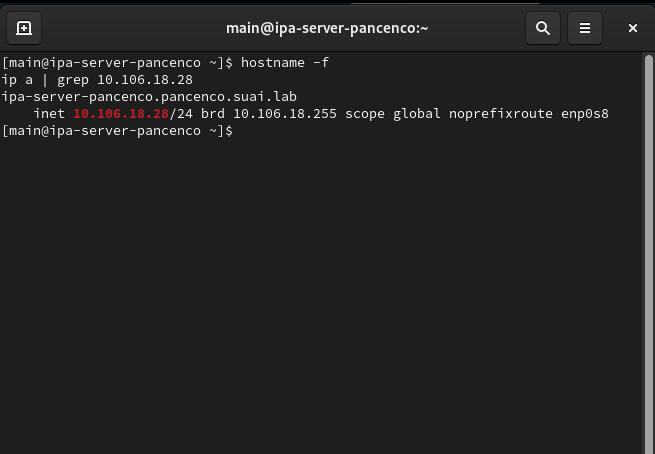 main@ipa-server-pancenco:~
[main@ipa-server-pancenco ~]$ hostname -f
ip a | grep 10.106.18.28
ipa-server-pancenco.pancenco.suai.lab
    inet 10.106.18.28/24 brd 10.106.18.255 scope global noprefixroute enp0s8
[main@ipa-server-pancenco ~]$